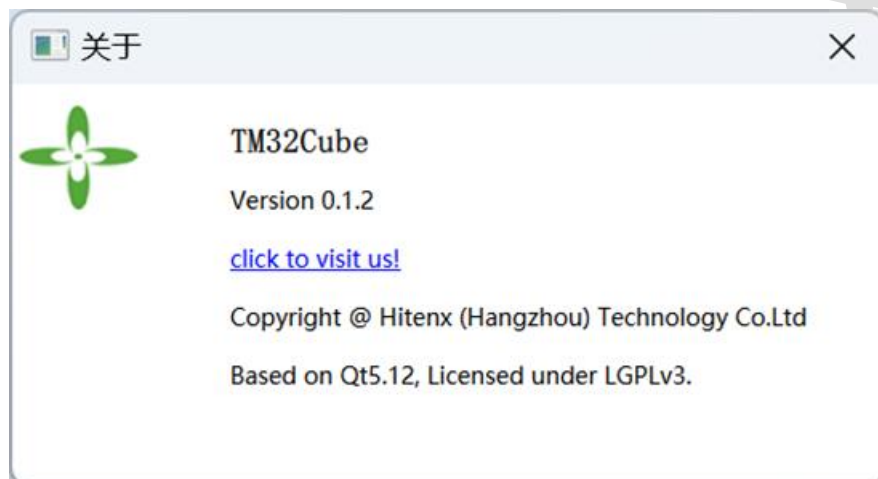 关于
TM32Cube
Version 0.1.2
click to visit us!
Copyright @ Hitenx (Hangzhou) Technology Co.Ltd
Based on Qt5.12, Licensed under LGPLv3.